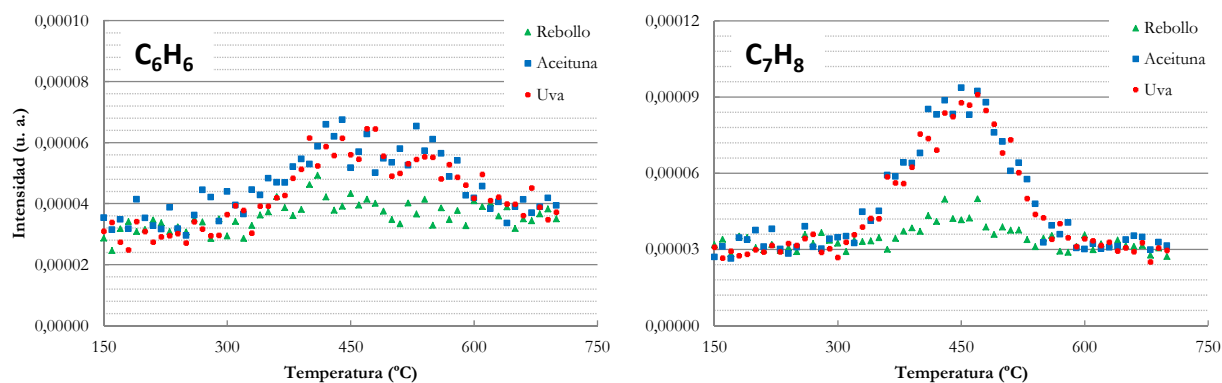 C₆H₆
Rebollo
Aceituna
Uva
Intensidad (u. a.)
0,00010
0,00008
0,00006
0,00004
0,00002
0,00000
150
300
450
600
750
Temperatura (ºC)
C₇H₈
Rebollo
Aceituna
Uva
0,00012
0,00009
0,00006
0,00003
0,00000
150
300
450
600
750
Temperatura (ºC)